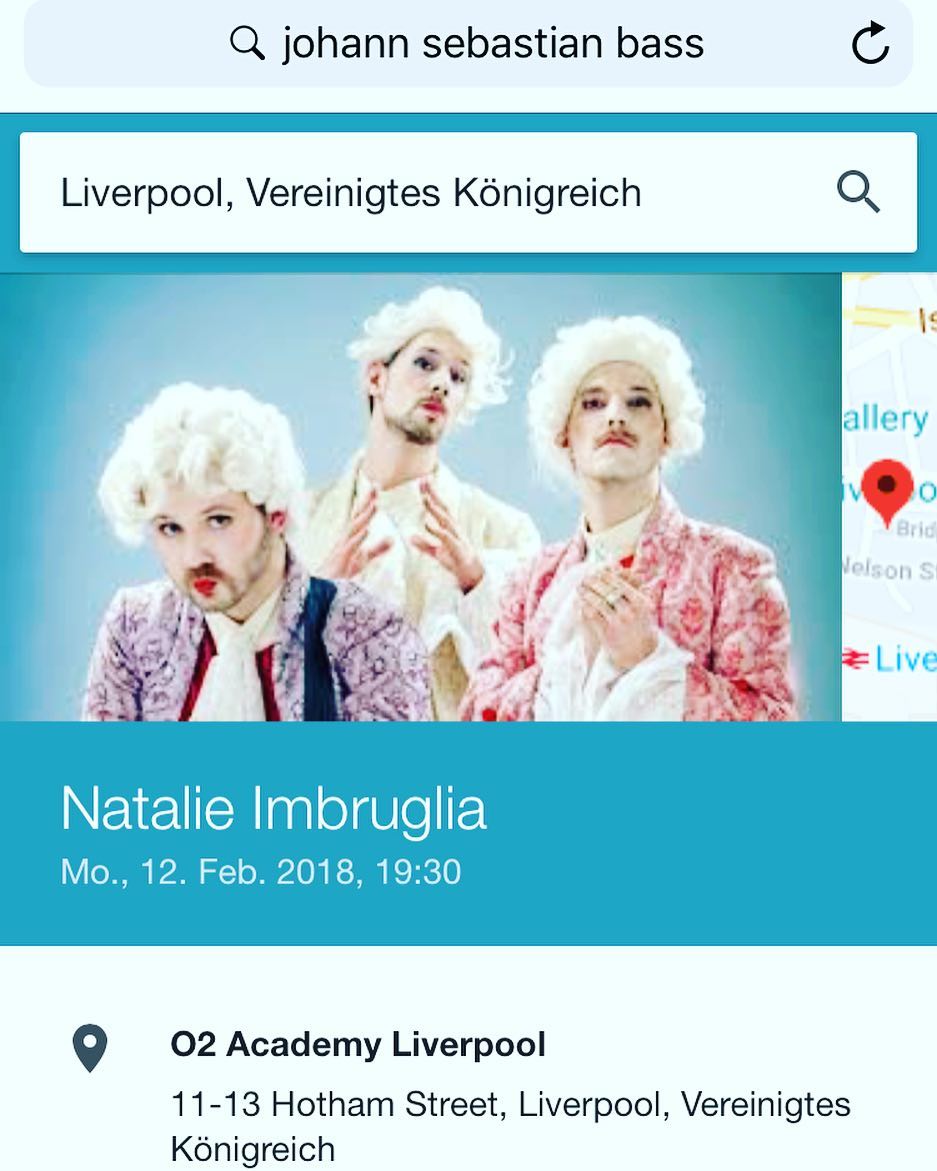 johann sebastian bass
Liverpool, Vereinigtes Königreich
allery
Brid
Nelson S
Live
Natalie Imbruglia
Mo., 12. Feb. 2018, 19:30
O2 Academy Liverpool
11-13 Hotham Street, Liverpool, Vereinigtes
Königreich